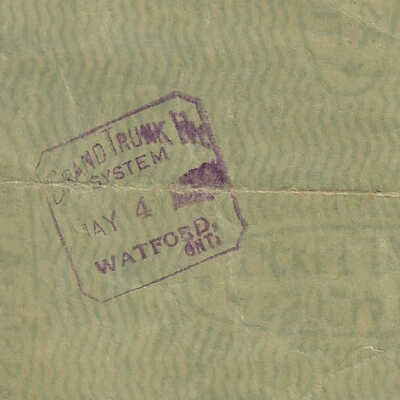 GRAND TRUNK
SYSTEM
MAY 4
WATFORD,
ONT.